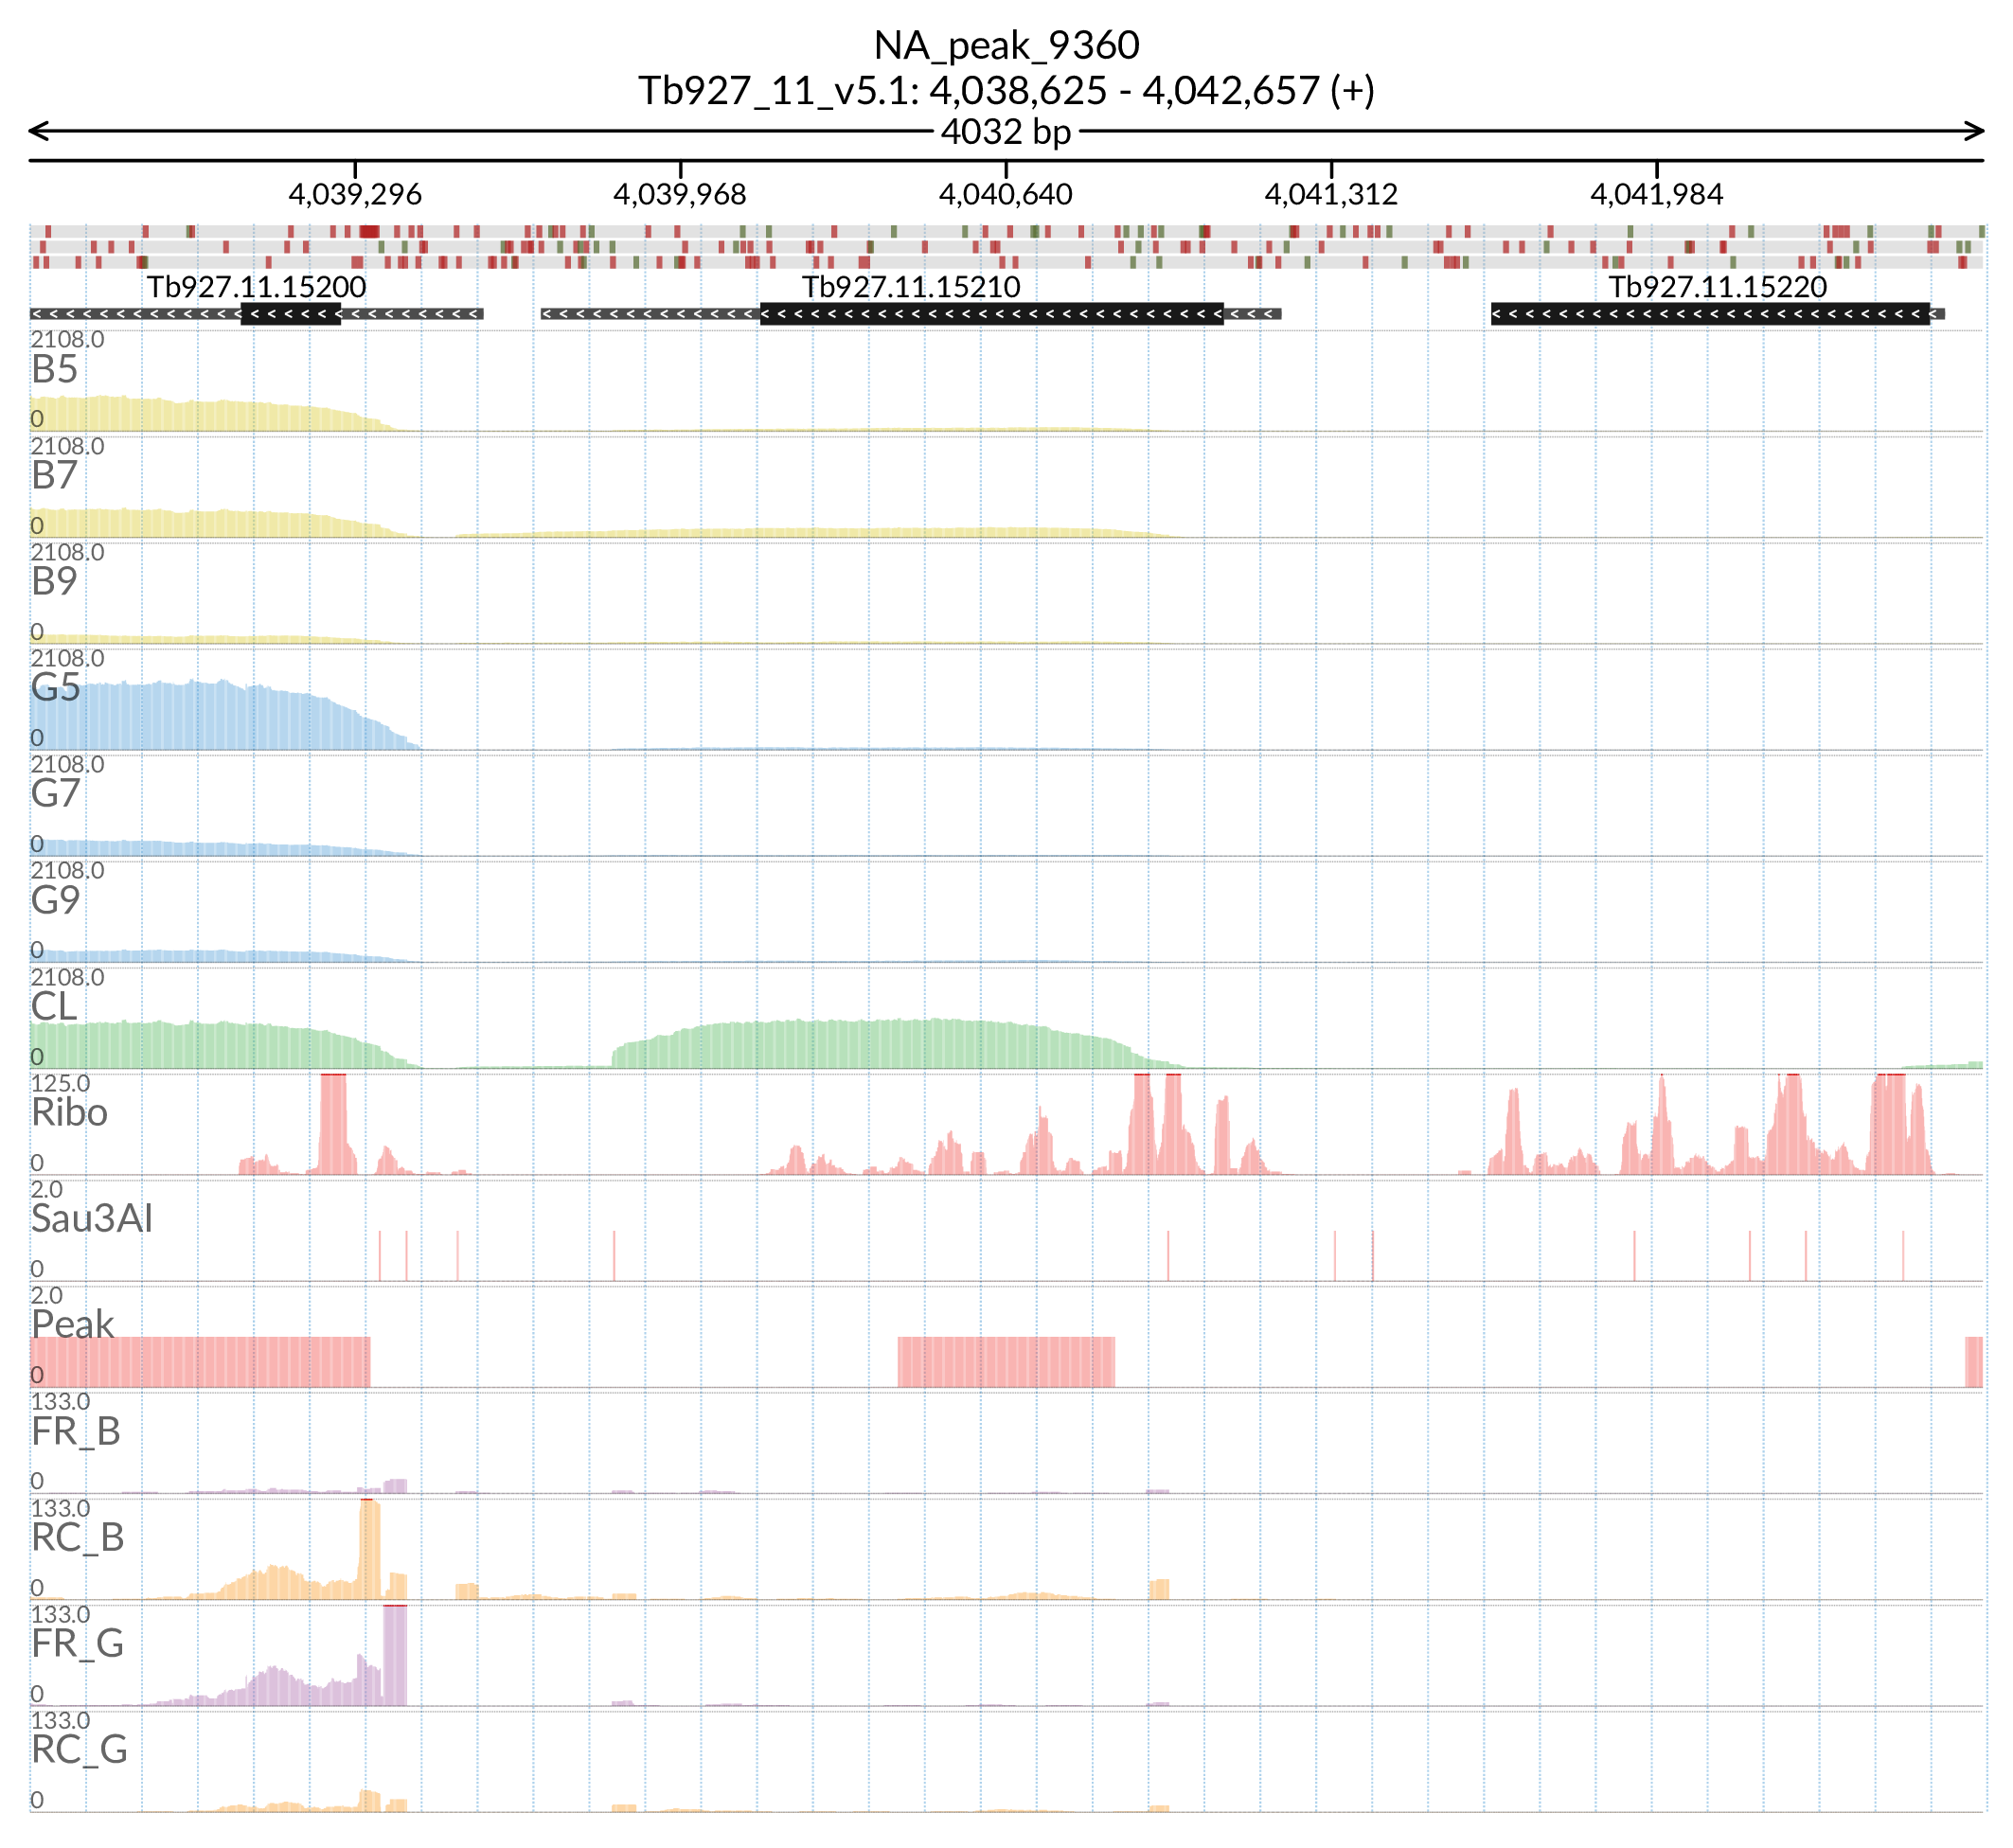 NA_peak_9360
Tb927_11_v5.1: 4,038,625 - 4,042,657 (+)
4032 bp
4,039,296 4,039,968 4,040,640 4,041,312 4,041,984
Tb927.11.15200 Tb927.11.15210 Tb927.11.15220
2108.0
B5
0
2108.0
B7
0
2108.0
B9
0
2108.0
G5
0
2108.0
G7
0
2108.0
G9
0
2108.0
CL
0
125.0
Ribo
0
2.0
Sau3AI
0
2.0
Peak
0
133.0
FR_B
0
133.0
RC_B
0
133.0
FR_G
0
133.0
RC_G
0